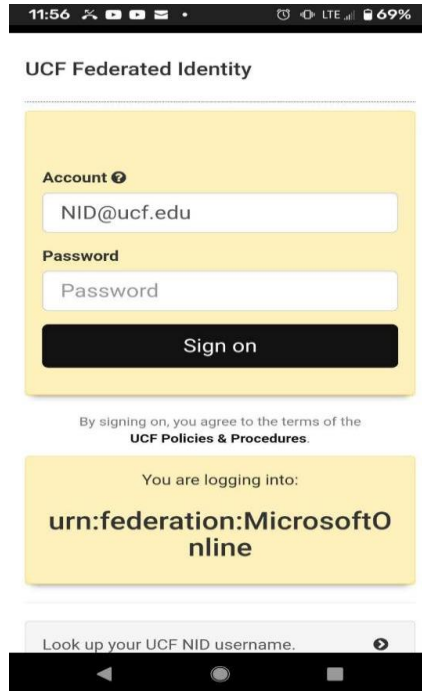 11:56 LTE 69%
UCF Federated Identity
Account
NID@ucf.edu
Password
Password
Sign on
By signing on, you agree to the terms of the
UCF Policies & Procedures.
You are logging into:
urn:federation:MicrosoftO
nline
Look up your UCF NID username.